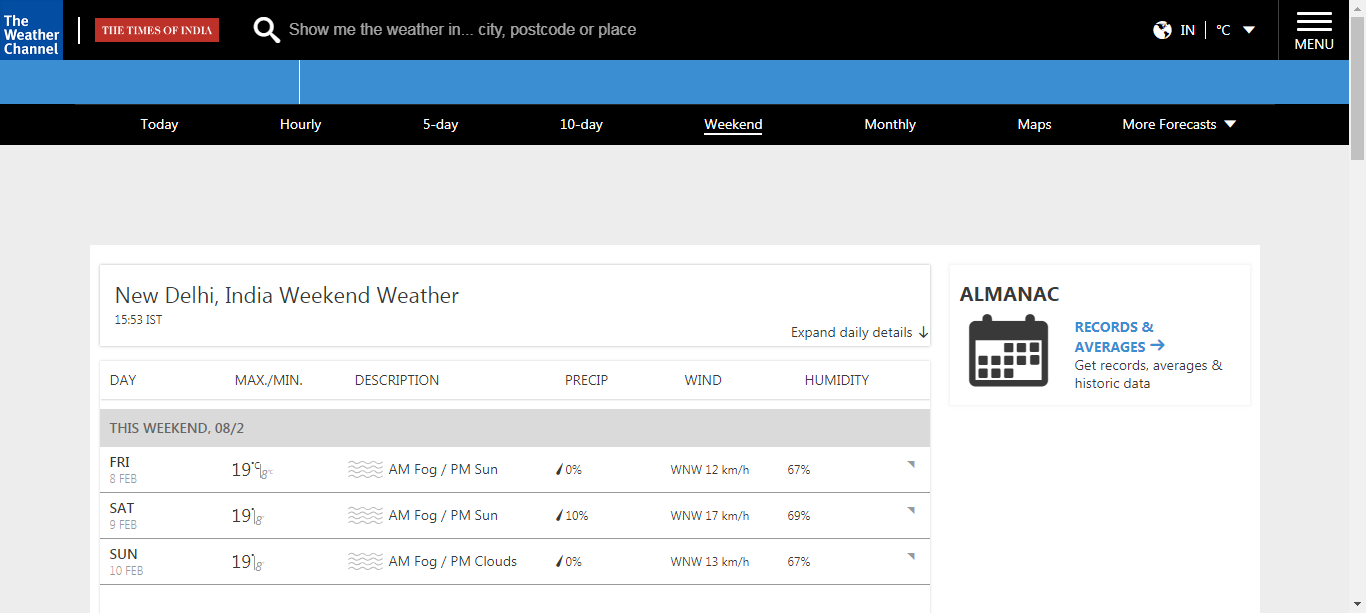 The
Weather
Channel
THE TIMES OF INDIA
Show me the weather in... city, postcode or place
IN
°C
MENU
Today
Hourly
5-day
10-day
Weekend
Monthly
Maps
More Forecasts
New Delhi, India Weekend Weather
15:53 IST
Expand daily details ↓
DAY MAX./MIN. DESCRIPTION PRECIP WIND HUMIDITY
THIS WEEKEND, 08/2
FRI 19°C | 8°C AM Fog / PM Sun 0% WNW 12 km/h 67%
8 FEB
SAT 19° | 8° AM Fog / PM Sun 10% WNW 17 km/h 69%
9 FEB
SUN 19° | 8° AM Fog / PM Clouds 0% WNW 13 km/h 67%
10 FEB
ALMANAC
RECORDS &
AVERAGES →
Get records, averages &
historic data